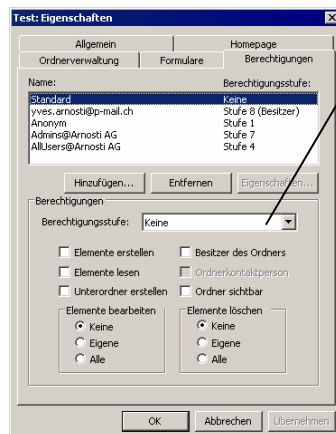 Test: Eigenschaften
Allgemein Homepage
Ordnerverwaltung Formulare Berechtigungen
Name: Berechtigungsstufe:
Standard Keine
yves.arnosti@p-mail.ch Stufe 8 (Besitzer)
Anonym Stufe 1
Admins@Arnosti AG Stufe 7
AllUsers@Arnosti AG Stufe 4
Hinzufügen... Entfernen Eigenschaften...
Berechtigungen
Berechtigungsstufe: Keine
Elemente erstellen Besitzer des Ordners
Elemente lesen Ordnerkontaktperson
Unterordner erstellen Ordner sichtbar
Elemente bearbeiten Elemente löschen
Keine Keine
Eigene Eigene
Alle Alle
OK Abbrechen Übernehmen